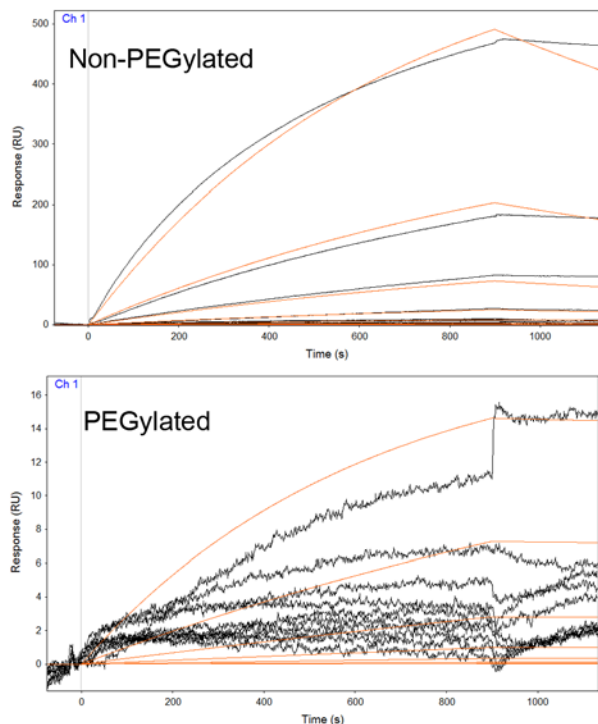 Ch 1
Non-PEGylated
500
400
300
200
100
0
Response (RU)
0 200 400 600 800 1000
Time (s)
Ch 1
PEGylated
16
14
12
10
8
6
4
2
0
Response (RU)
0 200 400 600 800 1000
Time (s)